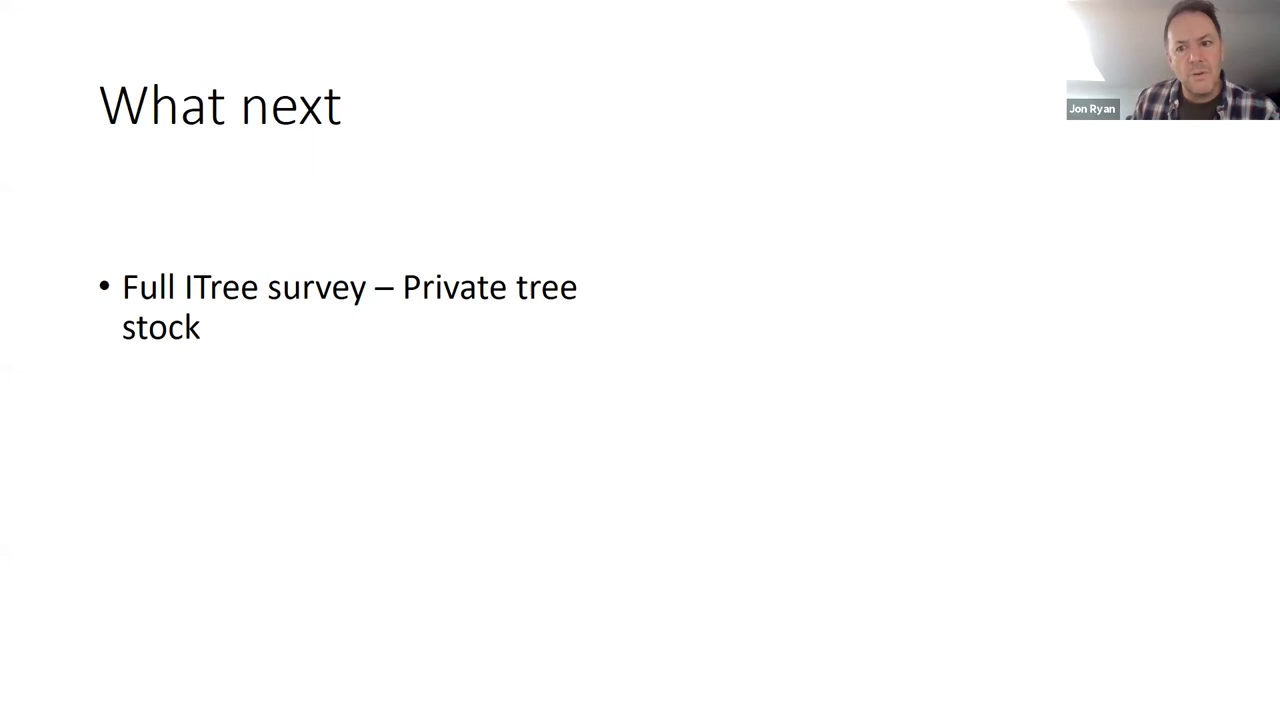 Jon Ryan
What next
• Full ITree survey – Private tree
stock